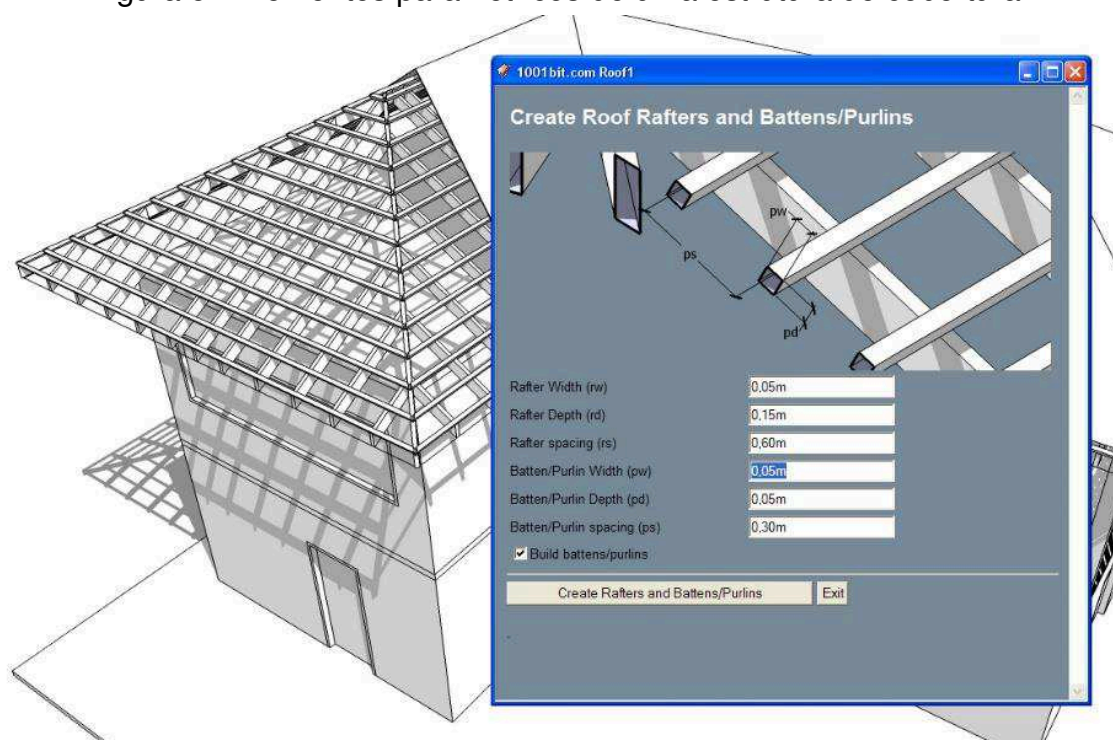 1001bit.com Roof1
Create Roof Rafters and Battens/Purlins
pw
ps
pd
Rafter Width (rw) 0,05m
Rafter Depth (rd) 0,15m
Rafter spacing (rs) 0,60m
Batten/Purlin Width (pw) 0,05m
Batten/Purlin Depth (pd) 0,05m
Batten/Purlin spacing (ps) 0,30m
Build battens/purlins
Create Rafters and Battens/Purlins Exit